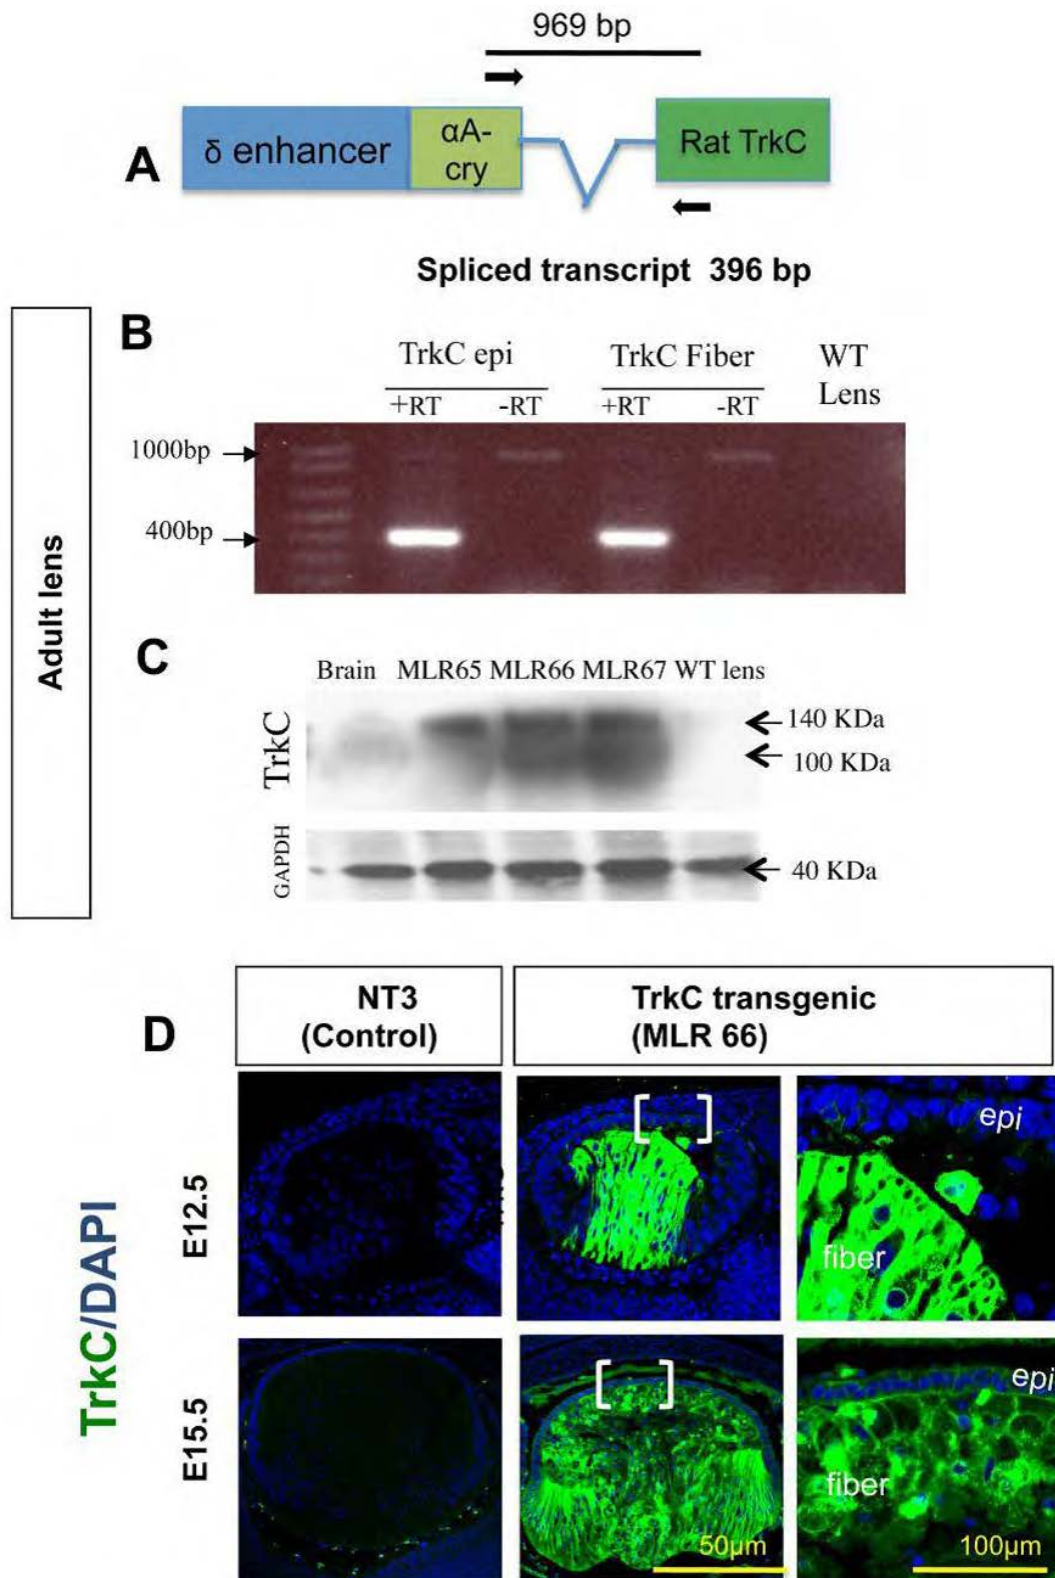 969 bp
A
δ enhancer
αA-
cry
Rat TrkC
Spliced transcript 396 bp
Adult lens
B
TrkC epi
TrkC Fiber
WT
Lens
+RT
-RT
+RT
-RT
1000bp
400bp
C
Brain MLR65 MLR66 MLR67 WT lens
TrkC
140 KDa
100 KDa
GAPDH
40 KDa
D
NT3
(Control)
TrkC transgenic
(MLR 66)
TrkC/DAPI
E12.5
epi
fiber
E15.5
epi
fiber
50µm
100µm